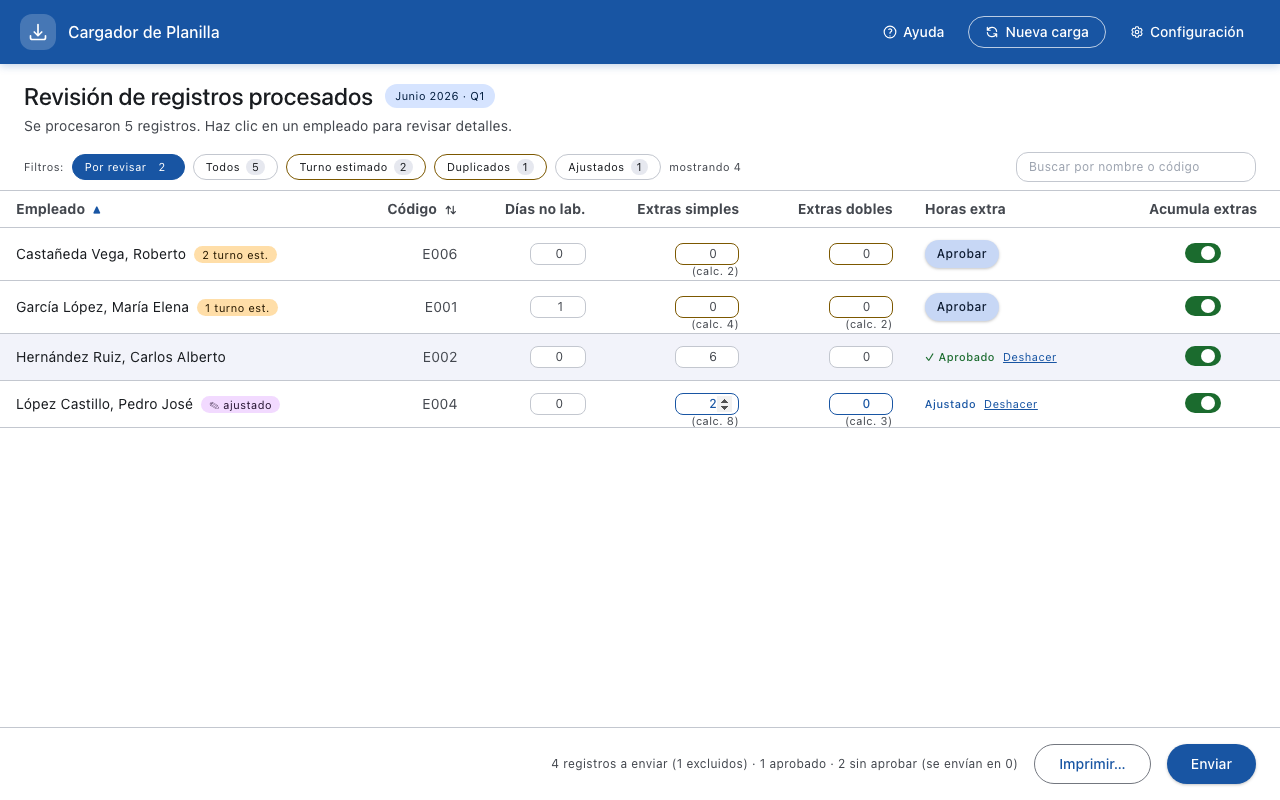 Cargador de Planilla
Ayuda
Nueva carga
Configuración
Revisión de registros procesados
Junio 2026 · Q1
Se procesaron 5 registros. Haz clic en un empleado para revisar detalles.
Filtros: Por revisar 2 Todos 5 Turno estimado 2 Duplicados 1 Ajustados 1 mostrando 4
Buscar por nombre o código
Empleado ▲ Código Días no lab. Extras simples Extras dobles Horas extra Acumula extras
Castañeda Vega, Roberto 2 turno est. E006 0 0 0 Aprobar
(calc. 2)
García López, María Elena 1 turno est. E001 1 0 0 Aprobar
(calc. 4) (calc. 2)
Hernández Ruiz, Carlos Alberto E002 0 6 0 ✓ Aprobado Deshacer
López Castillo, Pedro José ✎ ajustado E004 0 2 0 Ajustado Deshacer
(calc. 8) (calc. 3)
4 registros a enviar (1 excluidos) · 1 aprobado · 2 sin aprobar (se envían en 0)
Imprimir...
Enviar